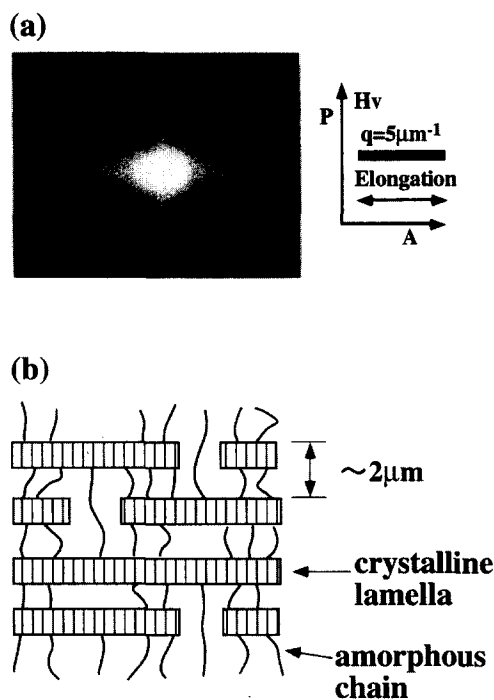 (a)
P
Hv
q=5μm⁻¹
Elongation
A
(b)
~2μm
crystalline
lamella
amorphous
chain